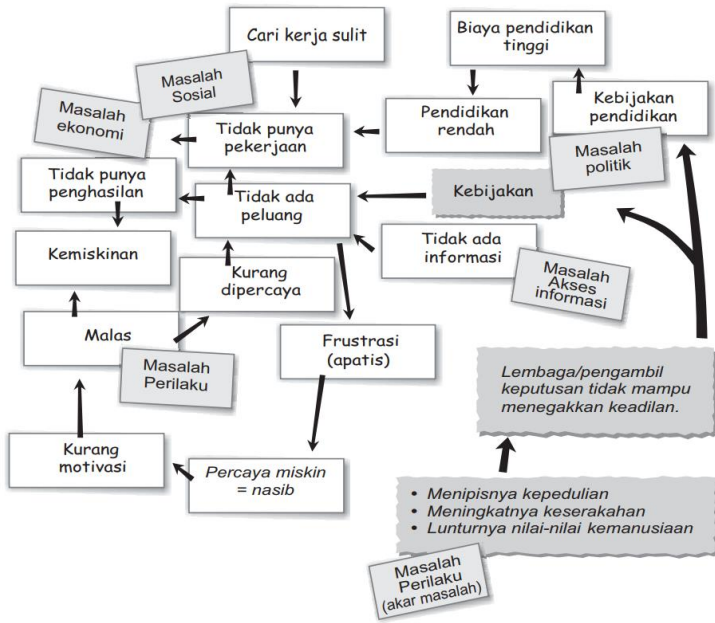 Cari kerja sulit
Biaya pendidikan
tinggi
Masalah
Sosial
Masalah
ekonomi
Tidak punya
pekerjaan
Pendidikan
rendah
Kebijakan
pendidikan
Masalah
politik
Tidak punya
penghasilan
Tidak ada
peluang
Kebijakan
Kemiskinan
Kurang
dipercaya
Tidak ada
informasi
Masalah
Akses
informasi
Malas
Masalah
Perilaku
Frustrasi
(apatis)
Lembaga/pengambil
keputusan tidak mampu
menegakkan keadilan.
Kurang
motivasi
Percaya miskin
= nasib
• Menipisnya kepedulian
• Meningkatnya keserakahan
• Lunturnya nilai-nilai kemanusiaan
Masalah
Perilaku
(akar masalah)